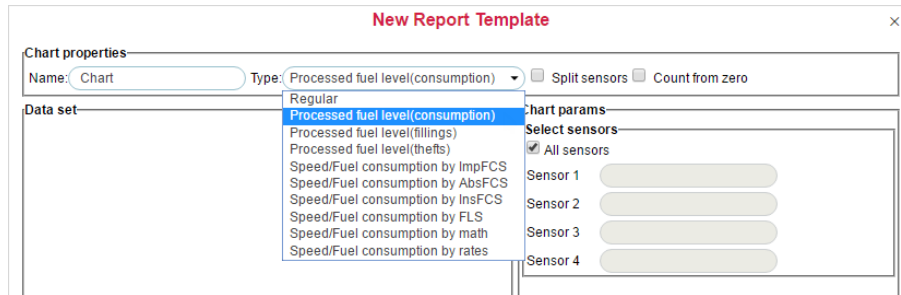 New Report Template
×
Chart properties
Name: Chart Type: Processed fuel level(consumption) Split sensors Count from zero
Regular
Processed fuel level(consumption)
Processed fuel level(fillings)
Processed fuel level(thefts)
Speed/Fuel consumption by ImpFCS
Speed/Fuel consumption by AbsFCS
Speed/Fuel consumption by InsFCS
Speed/Fuel consumption by FLS
Speed/Fuel consumption by math
Speed/Fuel consumption by rates
Data set
Chart params
Select sensors
All sensors
Sensor 1
Sensor 2
Sensor 3
Sensor 4